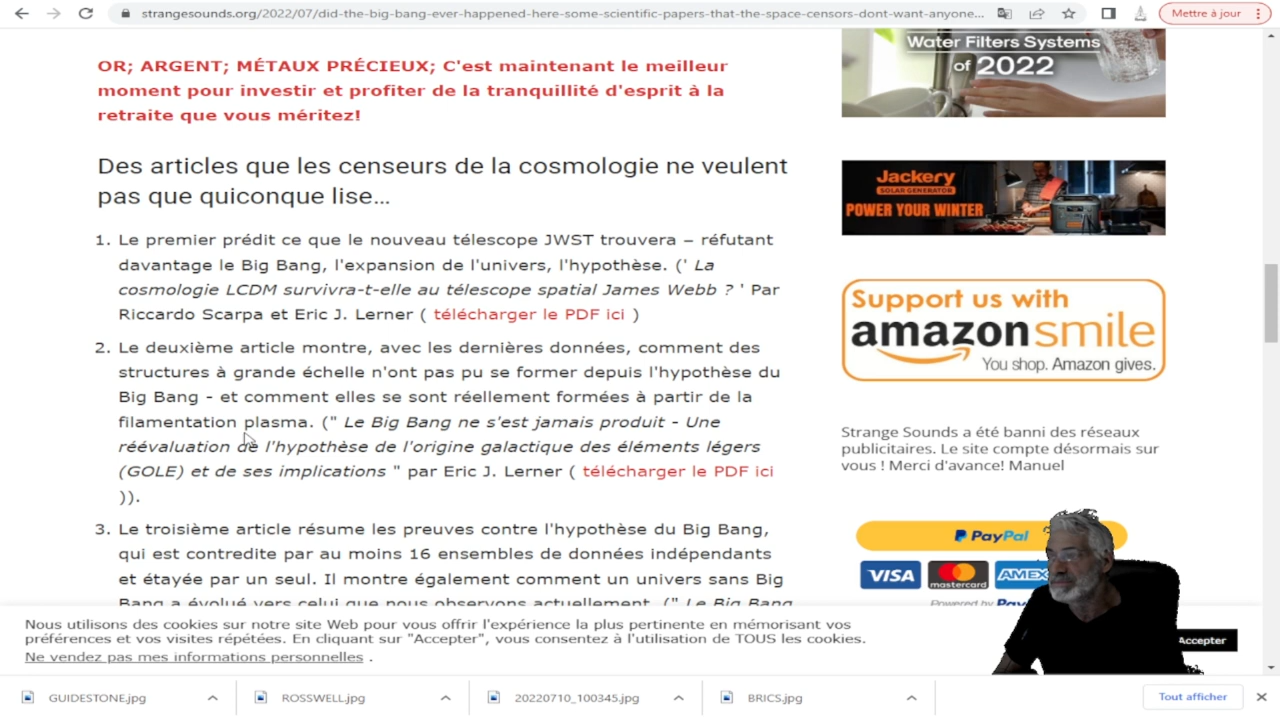 strangesounds.org/2022/07/did-the-big-bang-ever-happened-here-some-scientific-papers-that-the-space-censors-dont-want-anyone...
Mettre à jour
OR; ARGENT; MÉTAUX PRÉCIEUX; C'est maintenant le meilleur
moment pour investir et profiter de la tranquillité d'esprit à la
retraite que vous méritez!
Des articles que les censeurs de la cosmologie ne veulent
pas que quiconque lise...
1. Le premier prédit ce que le nouveau télescope JWST trouvera – réfutant
davantage le Big Bang, l'expansion de l'univers, l'hypothèse. (' La
cosmologie LCDM survivra-t-elle au télescope spatial James Webb ? ' Par
Riccardo Scarpa et Eric J. Lerner ( télécharger le PDF ici )
2. Le deuxième article montre, avec les dernières données, comment des
structures à grande échelle n'ont pas pu se former depuis l'hypothèse du
Big Bang - et comment elles se sont réellement formées à partir de la
filamentation plasma. (" Le Big Bang ne s'est jamais produit - Une
réévaluation de l'hypothèse de l'origine galactique des éléments légers
(GOLE) et de ses implications " par Eric J. Lerner ( télécharger le PDF ici
)).
3. Le troisième article résume les preuves contre l'hypothèse du Big Bang,
qui est contredite par au moins 16 ensembles de données indépendants
et étayée par un seul. Il montre également comment un univers sans Big
Bang a évolué vers celui que nous observons actuellement. (" Le Big Bang
Water Filters Systems
of 2022
Jackery
SOLAR GENERATOR
POWER YOUR WINTER
Support us with
amazonsmile
You shop. Amazon gives.
Strange Sounds a été banni des réseaux
publicitaires. Le site compte désormais sur
vous ! Merci d'avance! Manuel
PayPal
VISA
mastercard
AMEX
Powered by
Nous utilisons des cookies sur notre site Web pour vous offrir l'expérience la plus pertinente en mémorisant vos
préférences et vos visites répétées. En cliquant sur "Accepter", vous consentez à l'utilisation de TOUS les cookies.
Ne vendez pas mes informations personnelles .
Accepter
GUIDESTONE.jpg
ROSSWELL.jpg
20220710_100345.jpg
BRICS.jpg
Tout afficher